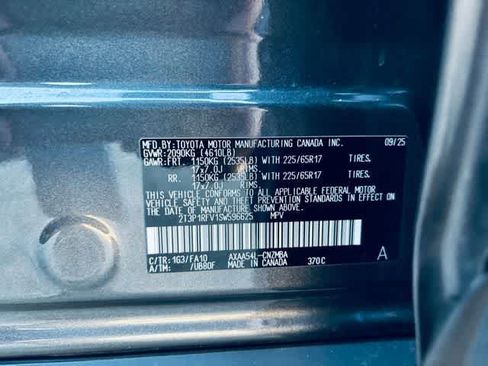 MFD.BY:TOYOTA MOTOR MANUFACTURING CANADA INC. 09/25
GVWR: 2090KG (4610LB)
GAWR:FRT. 1150KG (2535LB) WITH 225/65R17 TIRES.
17x7.0J RIMS.
RR. 1150KG (2535LB) WITH 225/65R17 TIRES.
17x7.0J RIMS.
THIS VEHICLE CONFORMS TO ALL APPLICABLE FEDERAL MOTOR
VEHICLE SAFETY AND THEFT PREVENTION STANDARDS IN
EFFECT ON THE DATE OF MANUFACTURE SHOWN ABOVE.
2T3P1RFV1SW596625 MPV
C/TR: 1G3/FA10 AXAA54L-CNZMBA 370C
A/TM: /UB80F MADE IN CANADA
A